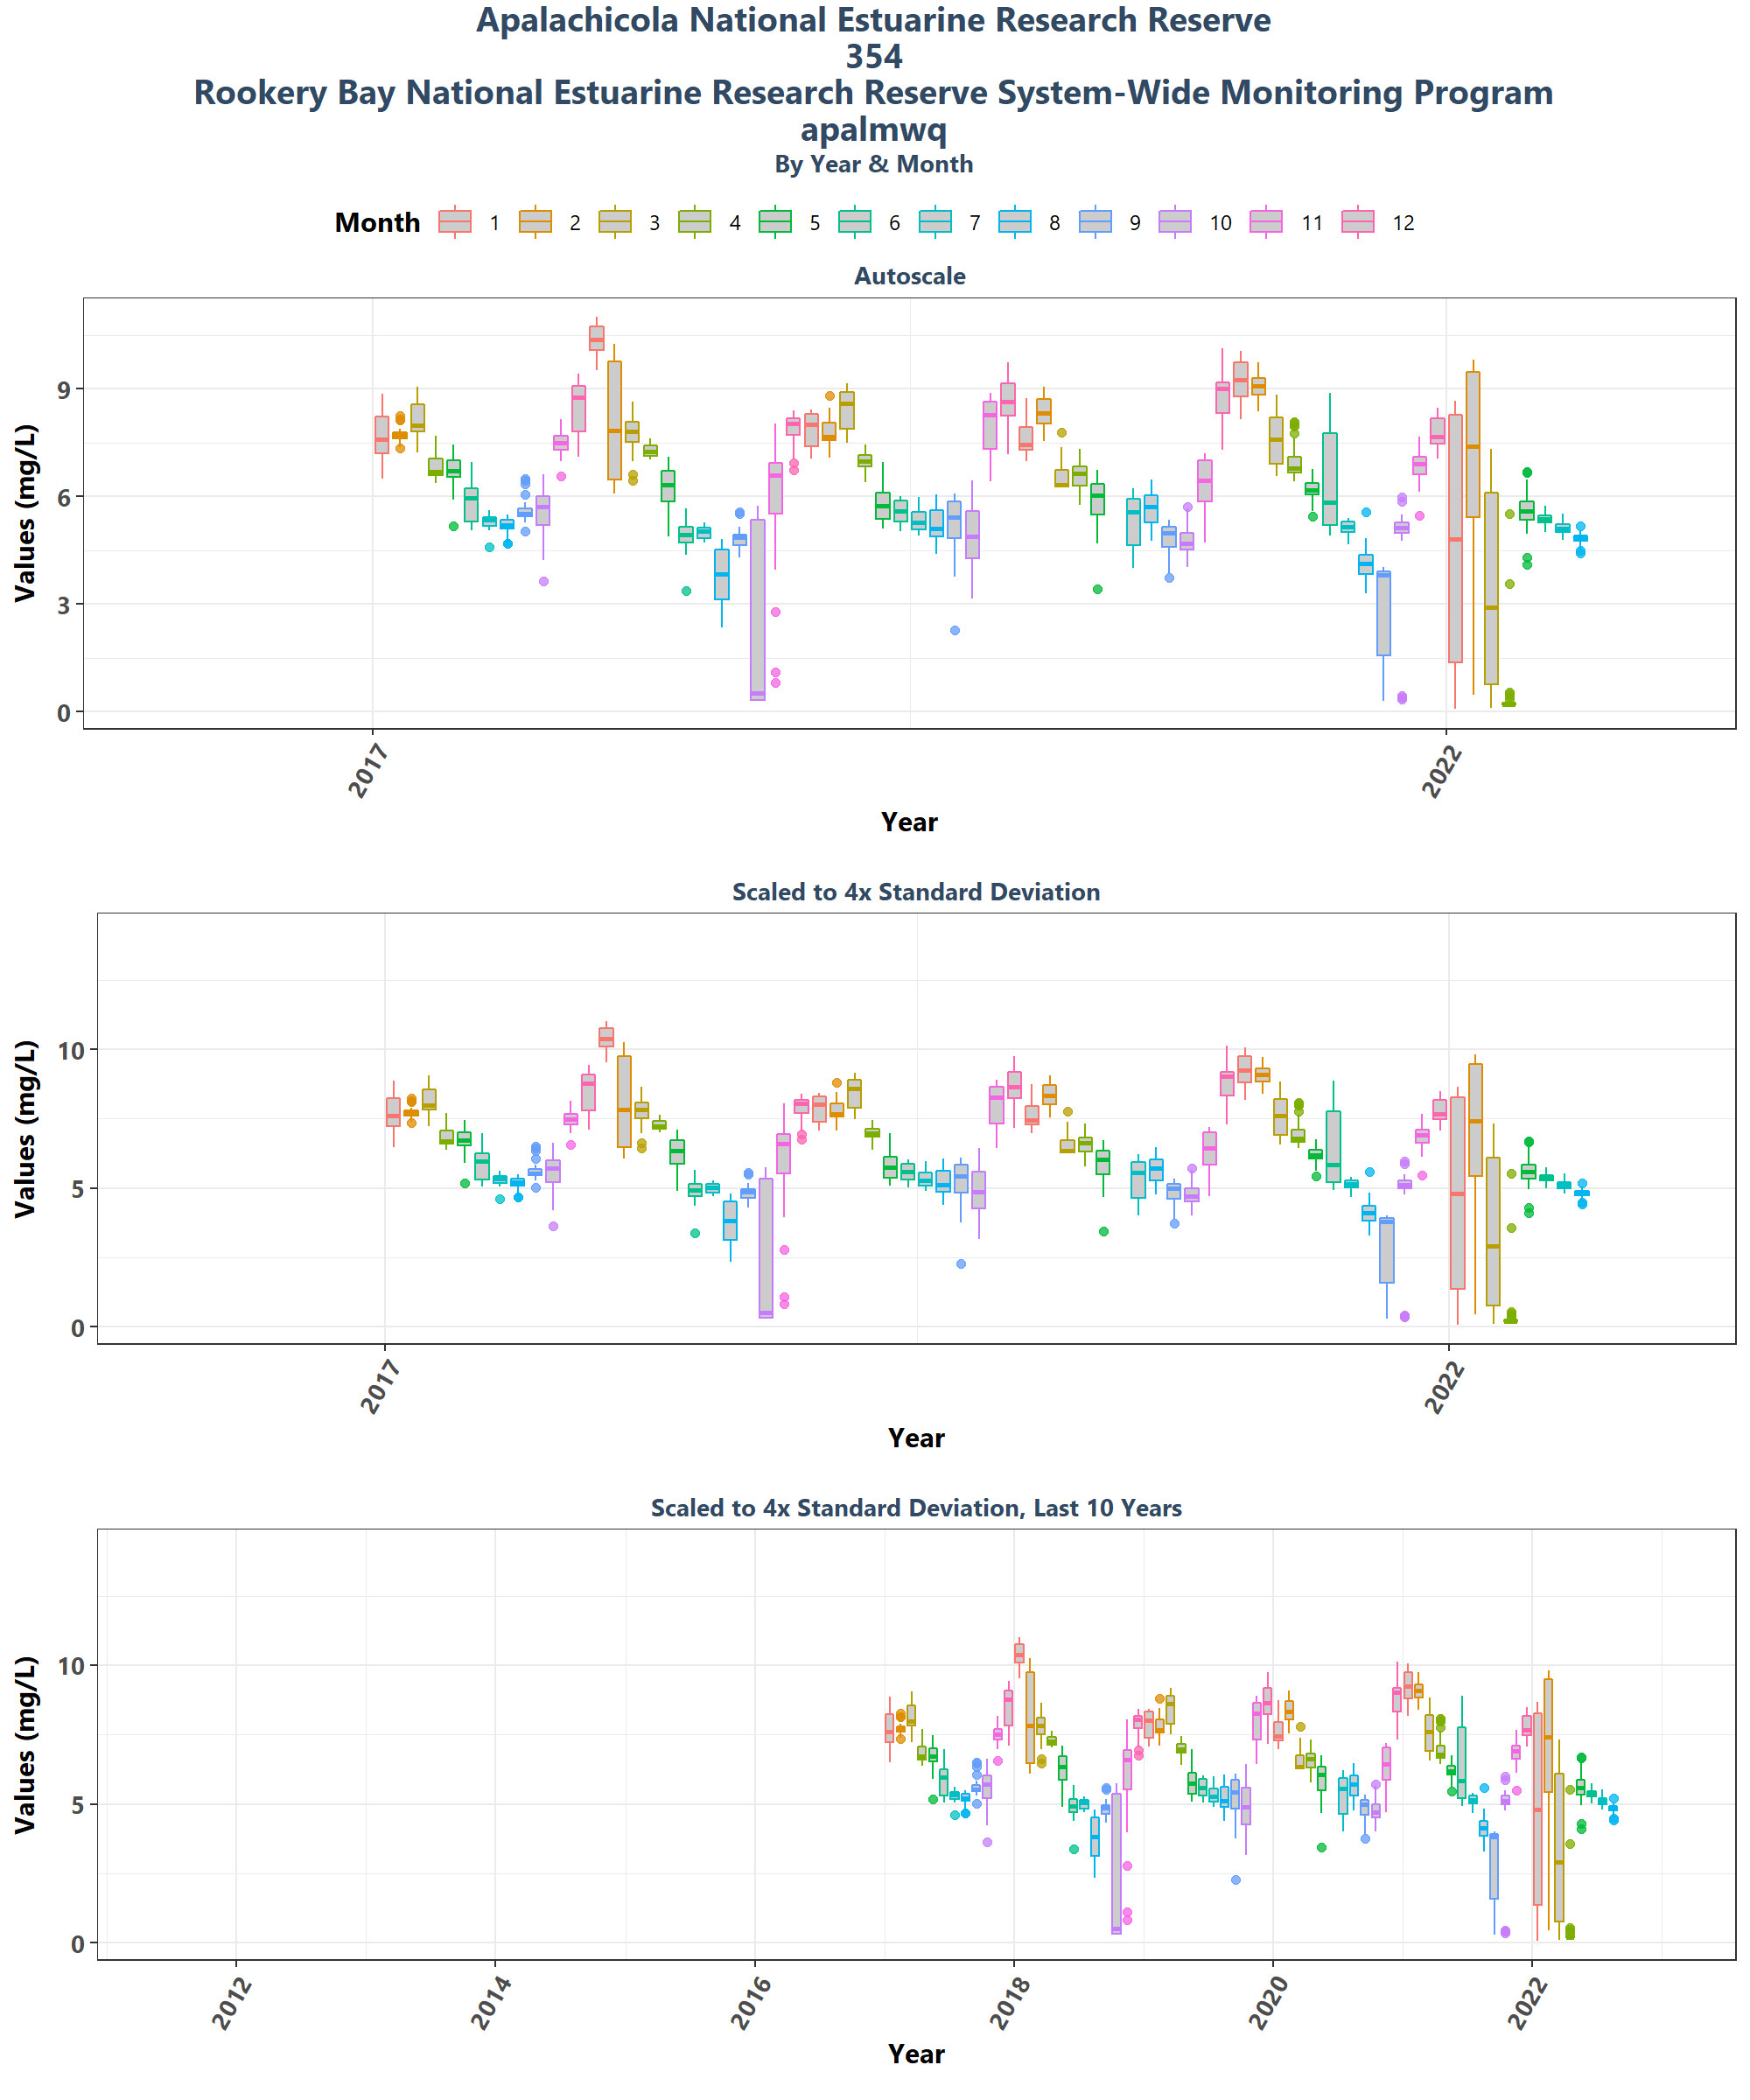 Apalachicola National Estuarine Research Reserve
354
Rookery Bay National Estuarine Research Reserve System-Wide Monitoring Program
apalmwq
By Year & Month
Month 1 2 3 4 5 6 7 8 9 10 11 12
Autoscale
Values (mg/L)
9
6
3
0
2017 2022
Year
Scaled to 4x Standard Deviation
Values (mg/L)
10
5
0
2017 2022
Year
Scaled to 4x Standard Deviation, Last 10 Years
Values (mg/L)
10
5
0
2012 2014 2016 2018 2020 2022
Year